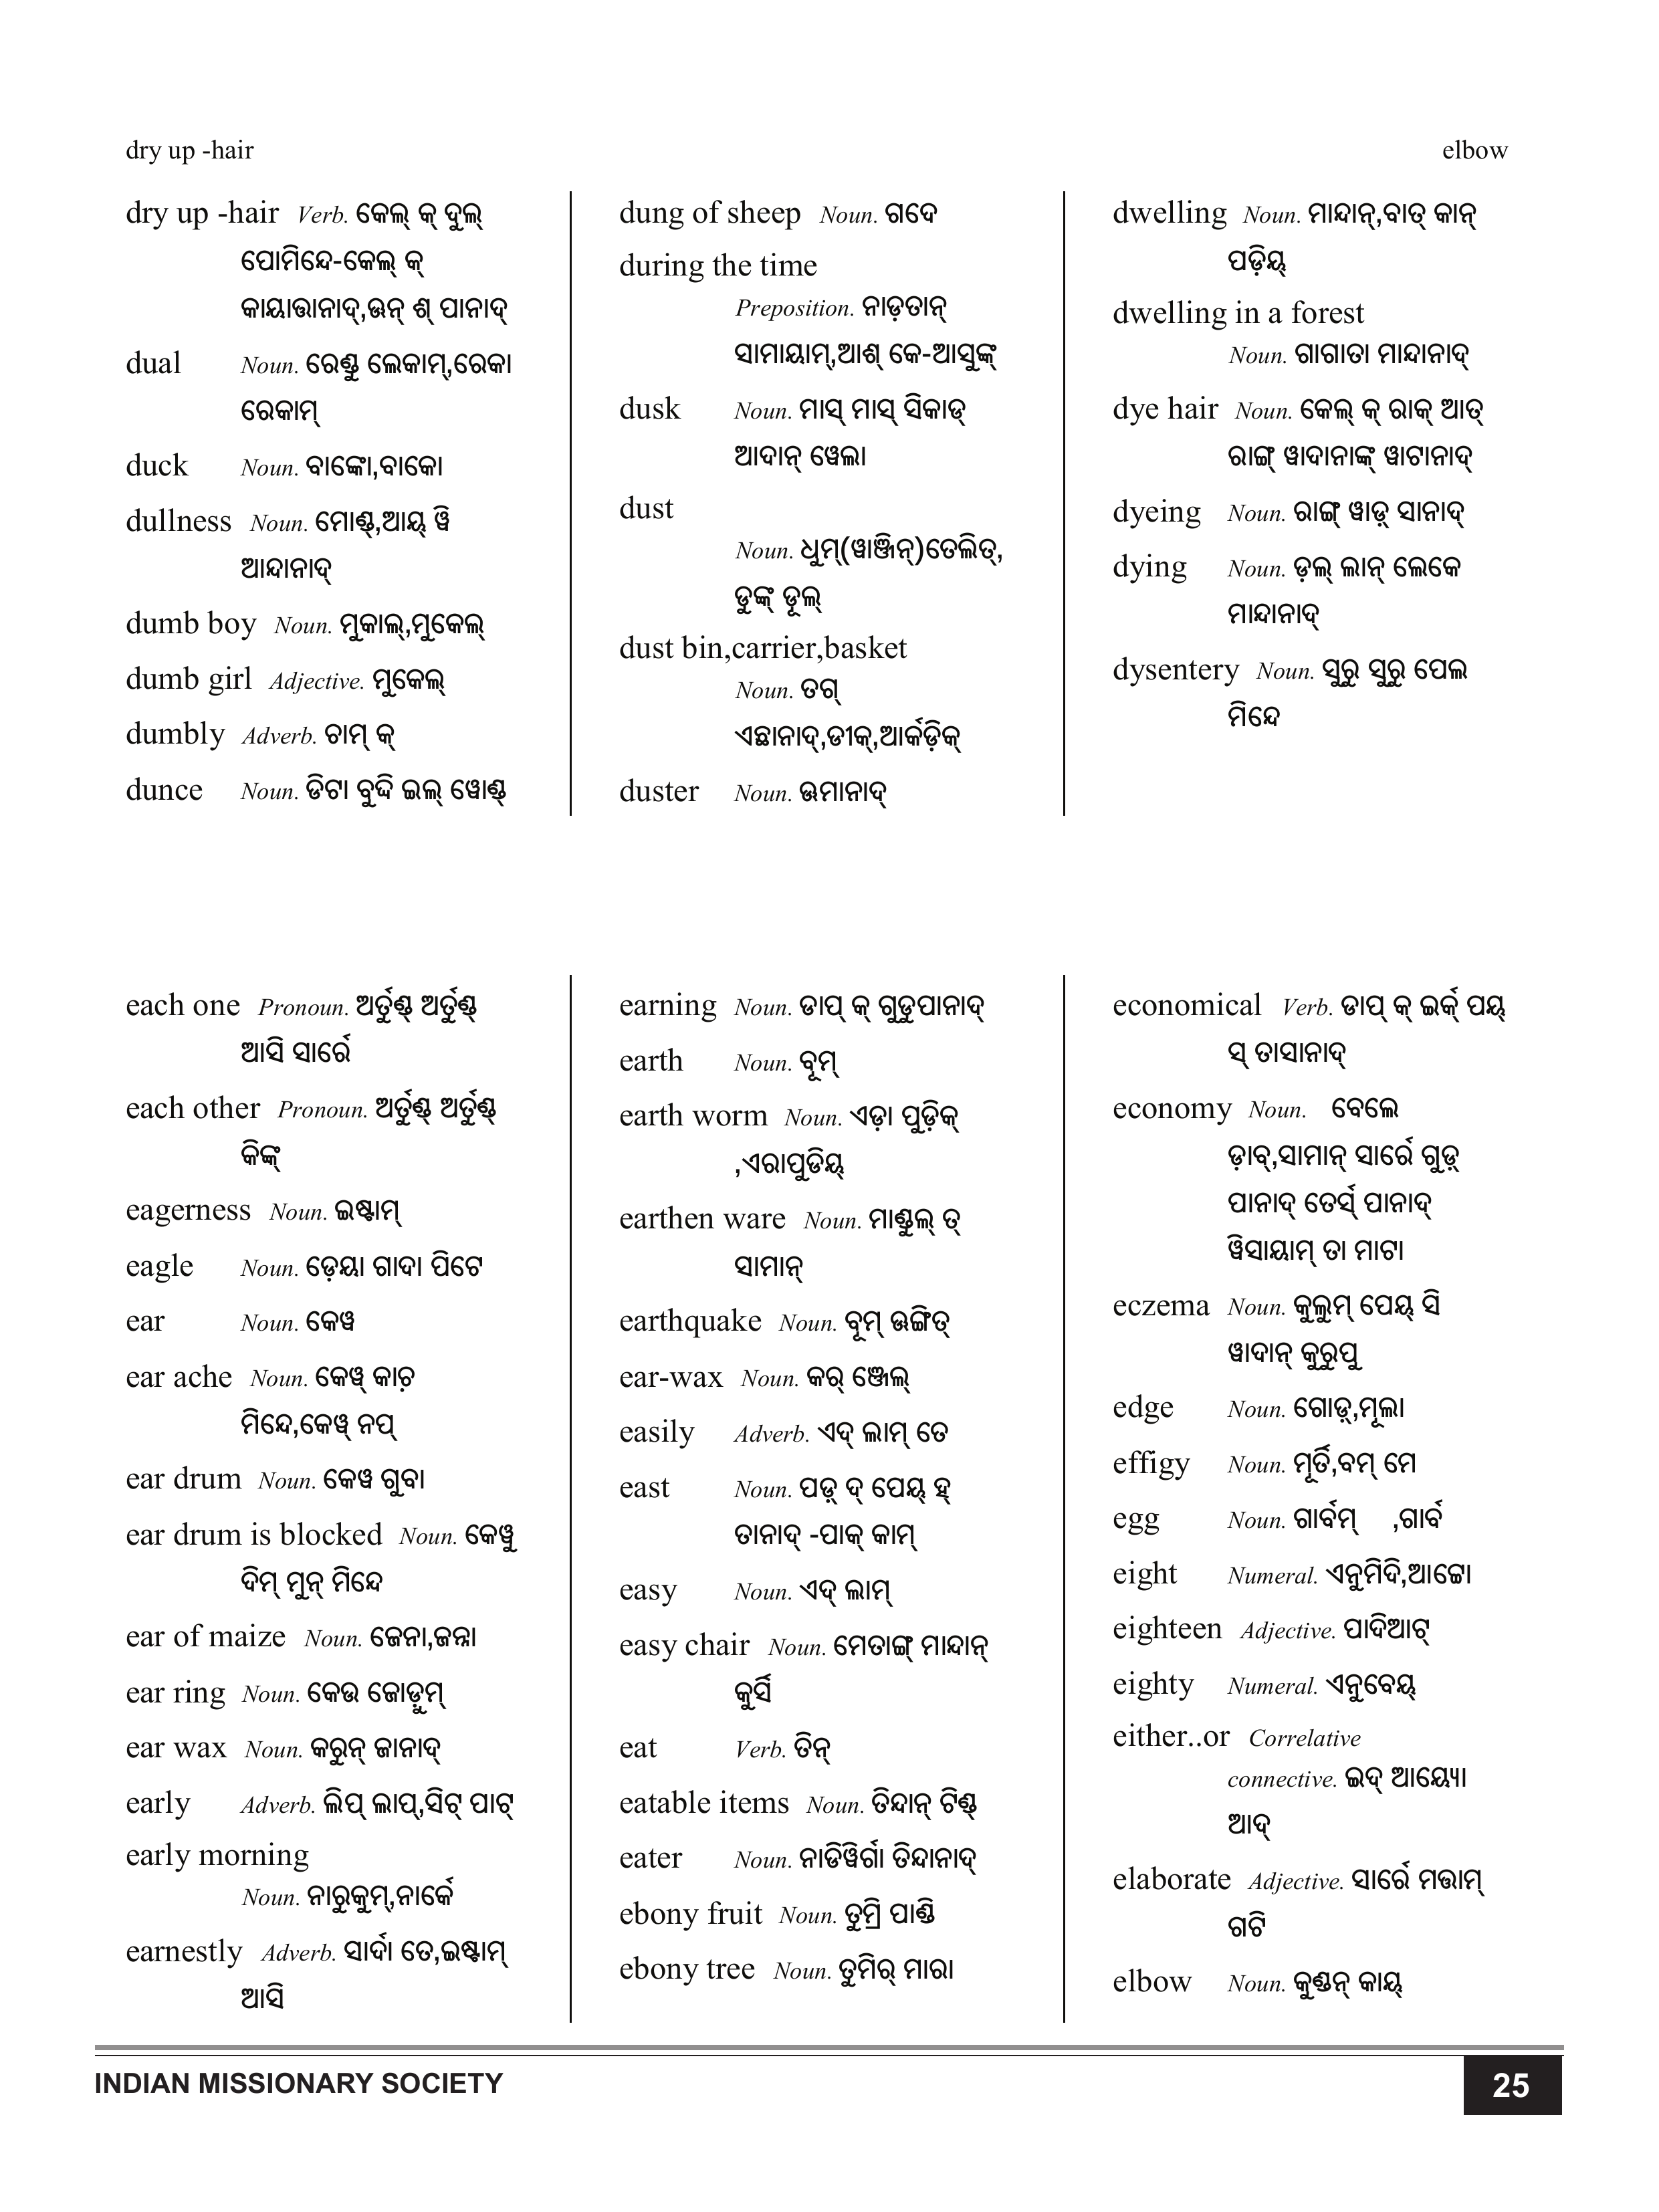 dry up -hair
elbow
dry up -hair Verb. କେଲ୍ କ୍ ଦୁଲ୍
ପୋମିନ୍ଦେ-କେଲ୍ କ୍
କାୟାଭାନାଦ୍,ଊନ୍ ଶ୍ ପାନାଦ୍
dual Noun. ରେଣ୍ଡୁ ଲେକାମ୍,ରେକା
ରେକାମ୍
duck Noun. ବାଙ୍କୋ,ବାକୋ
dullness Noun. ମୋଣ୍ଡ୍,ଆୟ୍ ୱି
ଆନ୍ଦାନାଦ୍
dumb boy Noun. ମୁକାଲ୍,ମୁକେଲ୍
dumb girl Adjective. ମୁକେଲ୍
dumbly Adverb. ଚାମ୍ କ୍
dunce Noun. ଡିଟା ବୁଦ୍ଦି ଇଲ୍ ୱୋଣ୍ଡ୍
dung of sheep Noun. ଗଦେ
during the time
Preposition. ନାଡ଼ତାନ୍
ସାମାୟାମ୍,ଆଶ୍ କେ-ଆସୁଙ୍କ୍
dusk Noun. ମାସ୍ ମାସ୍ ସିକାଡ୍
ଆଦାନ୍ ୱେଲା
dust
Noun. ଧୁମ୍(ୱାଞ୍ଜିନ୍)ତେଲିତ୍,
ଡୁଙ୍କ୍ ଡୂଲ୍
dust bin,carrier,basket
Noun. ତଗ୍
ଏଛାନାଦ୍,ଡୀକ୍,ଆର୍କଡ଼ିକ୍
duster Noun. ଊମାନାଦ୍
dwelling Noun. ମାନ୍ଦାନ୍,ବାତ୍ କାନ୍
ପଡ଼ିୟ୍
dwelling in a forest
Noun. ଗାଗାତା ମାନ୍ଦାନାଦ୍
dye hair Noun. କେଲ୍ କ୍ ରାକ୍ ଆତ୍
ରାଙ୍ଗ୍ ୱାଦାନାଙ୍କ୍ ୱାଟାନାଦ୍
dyeing Noun. ରାଙ୍ଗ୍ ୱାଡ଼୍ ସାନାଦ୍
dying Noun. ଡ଼ଲ୍ ଲାନ୍ ଲେକେ
ମାନ୍ଦାନାଦ୍
dysentery Noun. ସୁରୁ ସୁରୁ ପେଲ
ମିନ୍ଦେ
each one Pronoun. ଅର୍ତୁଣ୍ଡ୍ ଅର୍ତୁଣ୍ଡ୍
ଆସି ସାର୍ରେ
each other Pronoun. ଅର୍ତୁଣ୍ଡ୍ ଅର୍ତୁଣ୍ଡ୍
କିଙ୍କ୍
eagerness Noun. ଇଷ୍ଟାମ୍
eagle Noun. ଡ଼େୟା ଗାଦା ପିଟେ
ear Noun. କେୱ
ear ache Noun. କେୱ୍ କାଚ଼
ମିନ୍ଦେ,କେୱ୍ ନପ୍
ear drum Noun. କେୱ ଗୁବା
ear drum is blocked Noun. କେୱୁ
ଦିମ୍ ମୁନ୍ ମିନ୍ଦେ
ear of maize Noun. ଜେନା,ଜନ୍ନା
ear ring Noun. କେଉ ଜୋଡ଼ୁମ୍
ear wax Noun. କରୁନ୍ ଜାନାଦ୍
early Adverb. ଲିପ୍ ଲାପ୍,ସିଟ୍ ପାଟ୍
early morning
Noun. ନାରୁକୁମ୍,ନାର୍କେ
earnestly Adverb. ସାର୍ଦା ତେ,ଇଷ୍ଟାମ୍
ଆସି
earning Noun. ଡାପ୍ କ୍ ଗୁଡୁପାନାଦ୍
earth Noun. ବୂମ୍
earth worm Noun. ଏଡ଼ା ପୁଡ଼ିକ୍
,ଏରାପୁଡିୟ୍
earthen ware Noun. ମାଣ୍ଡୁଲ୍ ତ୍
ସାମାନ୍
earthquake Noun. ବୂମ୍ ଊଙ୍ଗିତ୍
ear-wax Noun. କର୍ ଞ୍ଜେଲ୍
easily Adverb. ଏଦ୍ ଲାମ୍ ତେ
east Noun. ପଡ଼୍ ଦ୍ ପେୟ୍ ହ୍
ତାନାଦ୍ -ପାକ୍ କାମ୍
easy Noun. ଏଦ୍ ଲାମ୍
easy chair Noun. ମେତାଙ୍ଗ୍ ମାନ୍ଦାନ୍
କୁର୍ସି
eat Verb. ତିନ୍
eatable items Noun. ତିନ୍ଦାନ୍ ଟିଣ୍ଡ୍
eater Noun. ନାଡିୱିର୍ଗା ତିନ୍ଦାନାଦ୍
ebony fruit Noun. ତୁମ୍ରି ପାଣ୍ଡି
ebony tree Noun. ତୁମିର୍ ମାରା
economical Verb. ଡାପ୍ କ୍ ଇର୍କ୍ ପୟ୍
ସ୍ ତାସାନାଦ୍
economy Noun. ବେଲେ
ଡ଼ାବ୍,ସାମାନ୍ ସାର୍ରେ ଗୁଡ଼୍
ପାନାଦ୍ ତେର୍ସ୍ ପାନାଦ୍
ୱିସାୟାମ୍ ତା ମାଟା
eczema Noun. କୁଲୁମ୍ ପେୟ୍ ସି
ୱାଦାନ୍ କୁରୁପୁ
edge Noun. ଗୋଡ଼୍,ମୂଲା
effigy Noun. ମୂର୍ତି,ବମ୍ ମେ
egg Noun. ଗାର୍ବମ୍ ,ଗାର୍ବ
eight Numeral. ଏନୁମିଦି,ଆଟ୍ଟୋ
eighteen Adjective. ପାଦିଆଟ୍
eighty Numeral. ଏନୁବେୟ୍
either..or Correlative
connective. ଇଦ୍ ଆୟ୍ୟୋ
ଆଦ୍
elaborate Adjective. ସାର୍ରେ ମଭାମ୍
ଗଟି
elbow Noun. କୁଣ୍ଡନ୍ କାୟ୍
INDIAN MISSIONARY SOCIETY
25